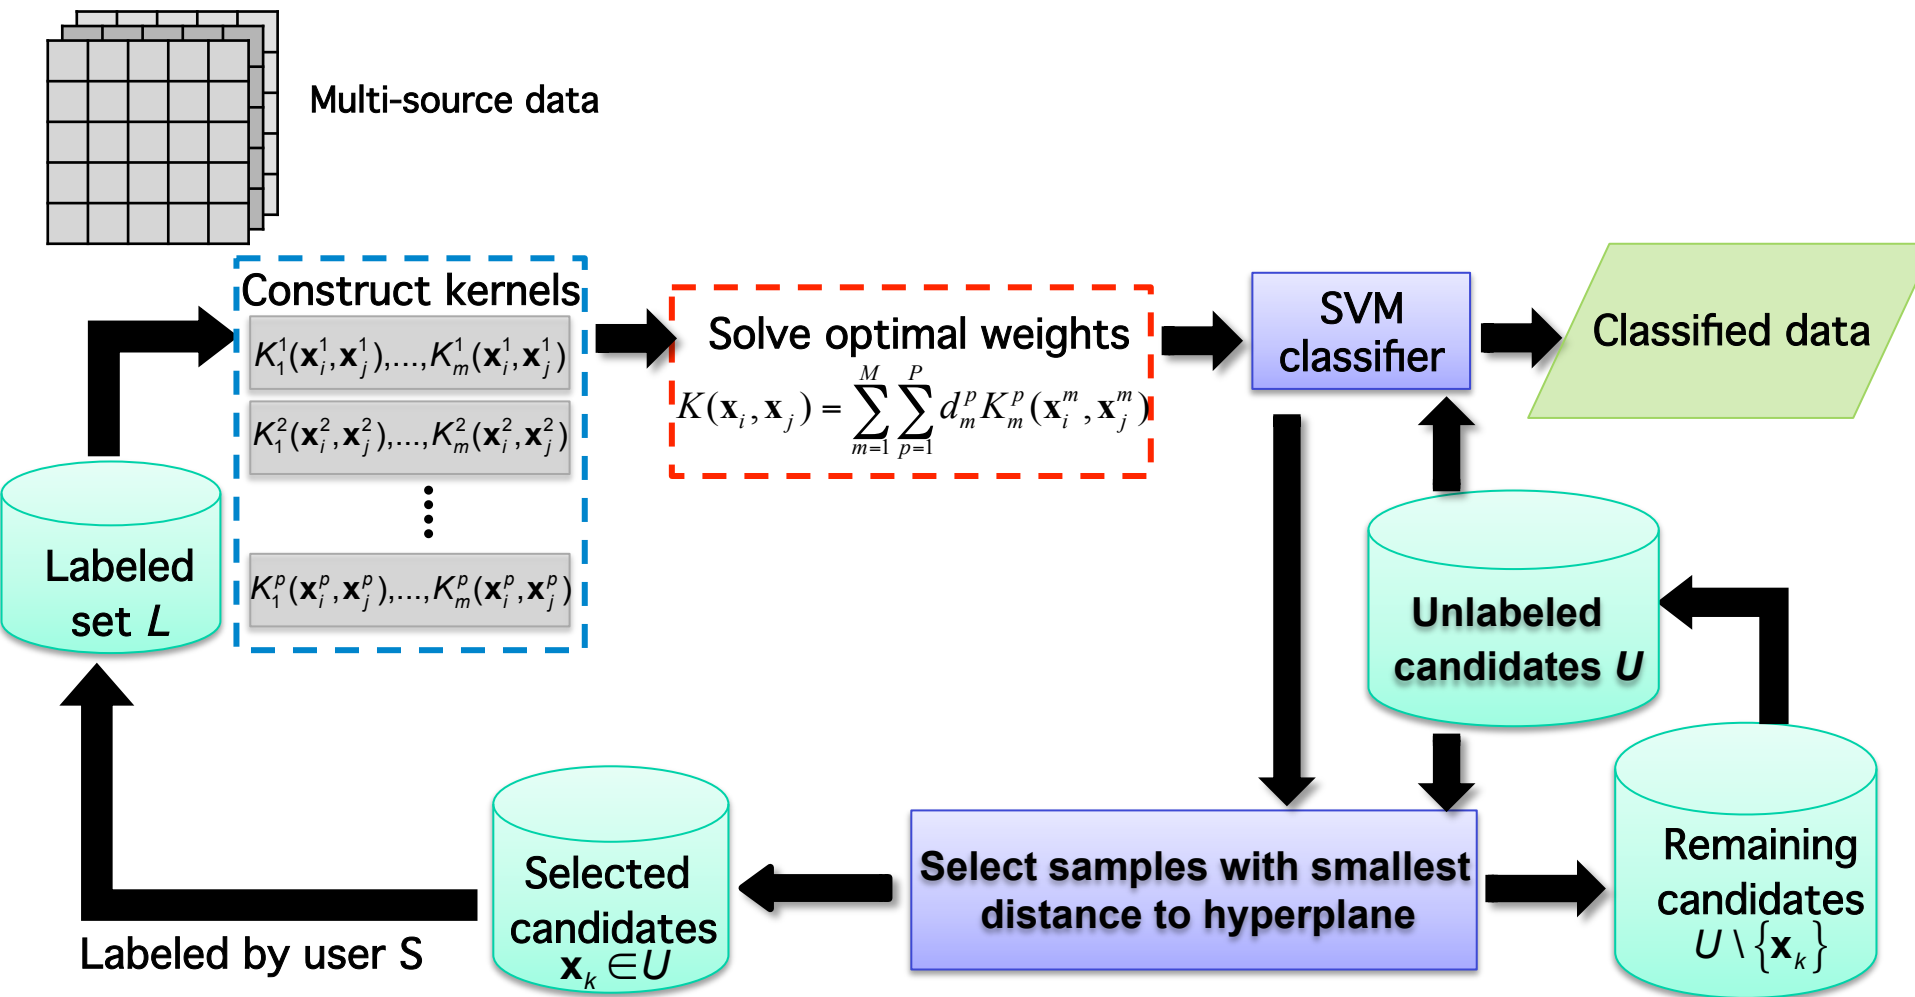 Multi-source data
Construct kernels
K_1^1(x_i^1,x_j^1),...,K_m^1(x_i^1,x_j^1)
K_1^2(x_i^2,x_j^2),...,K_m^2(x_i^2,x_j^2)
K_1^p(x_i^p,x_j^p),...,K_m^p(x_i^p,x_j^p)
Solve optimal weights
K(x_i, x_j) = \sum_{m=1}^{M} \sum_{p=1}^{P} d_m^p K_m^p(x_i^m, x_j^m)
SVM
classifier
Classified data
Labeled
set L
Unlabeled
candidates U
Select samples with smallest
distance to hyperplane
Remaining
candidates
U \ {x_k}
Selected
candidates
x_k ∈ U
Labeled by user S